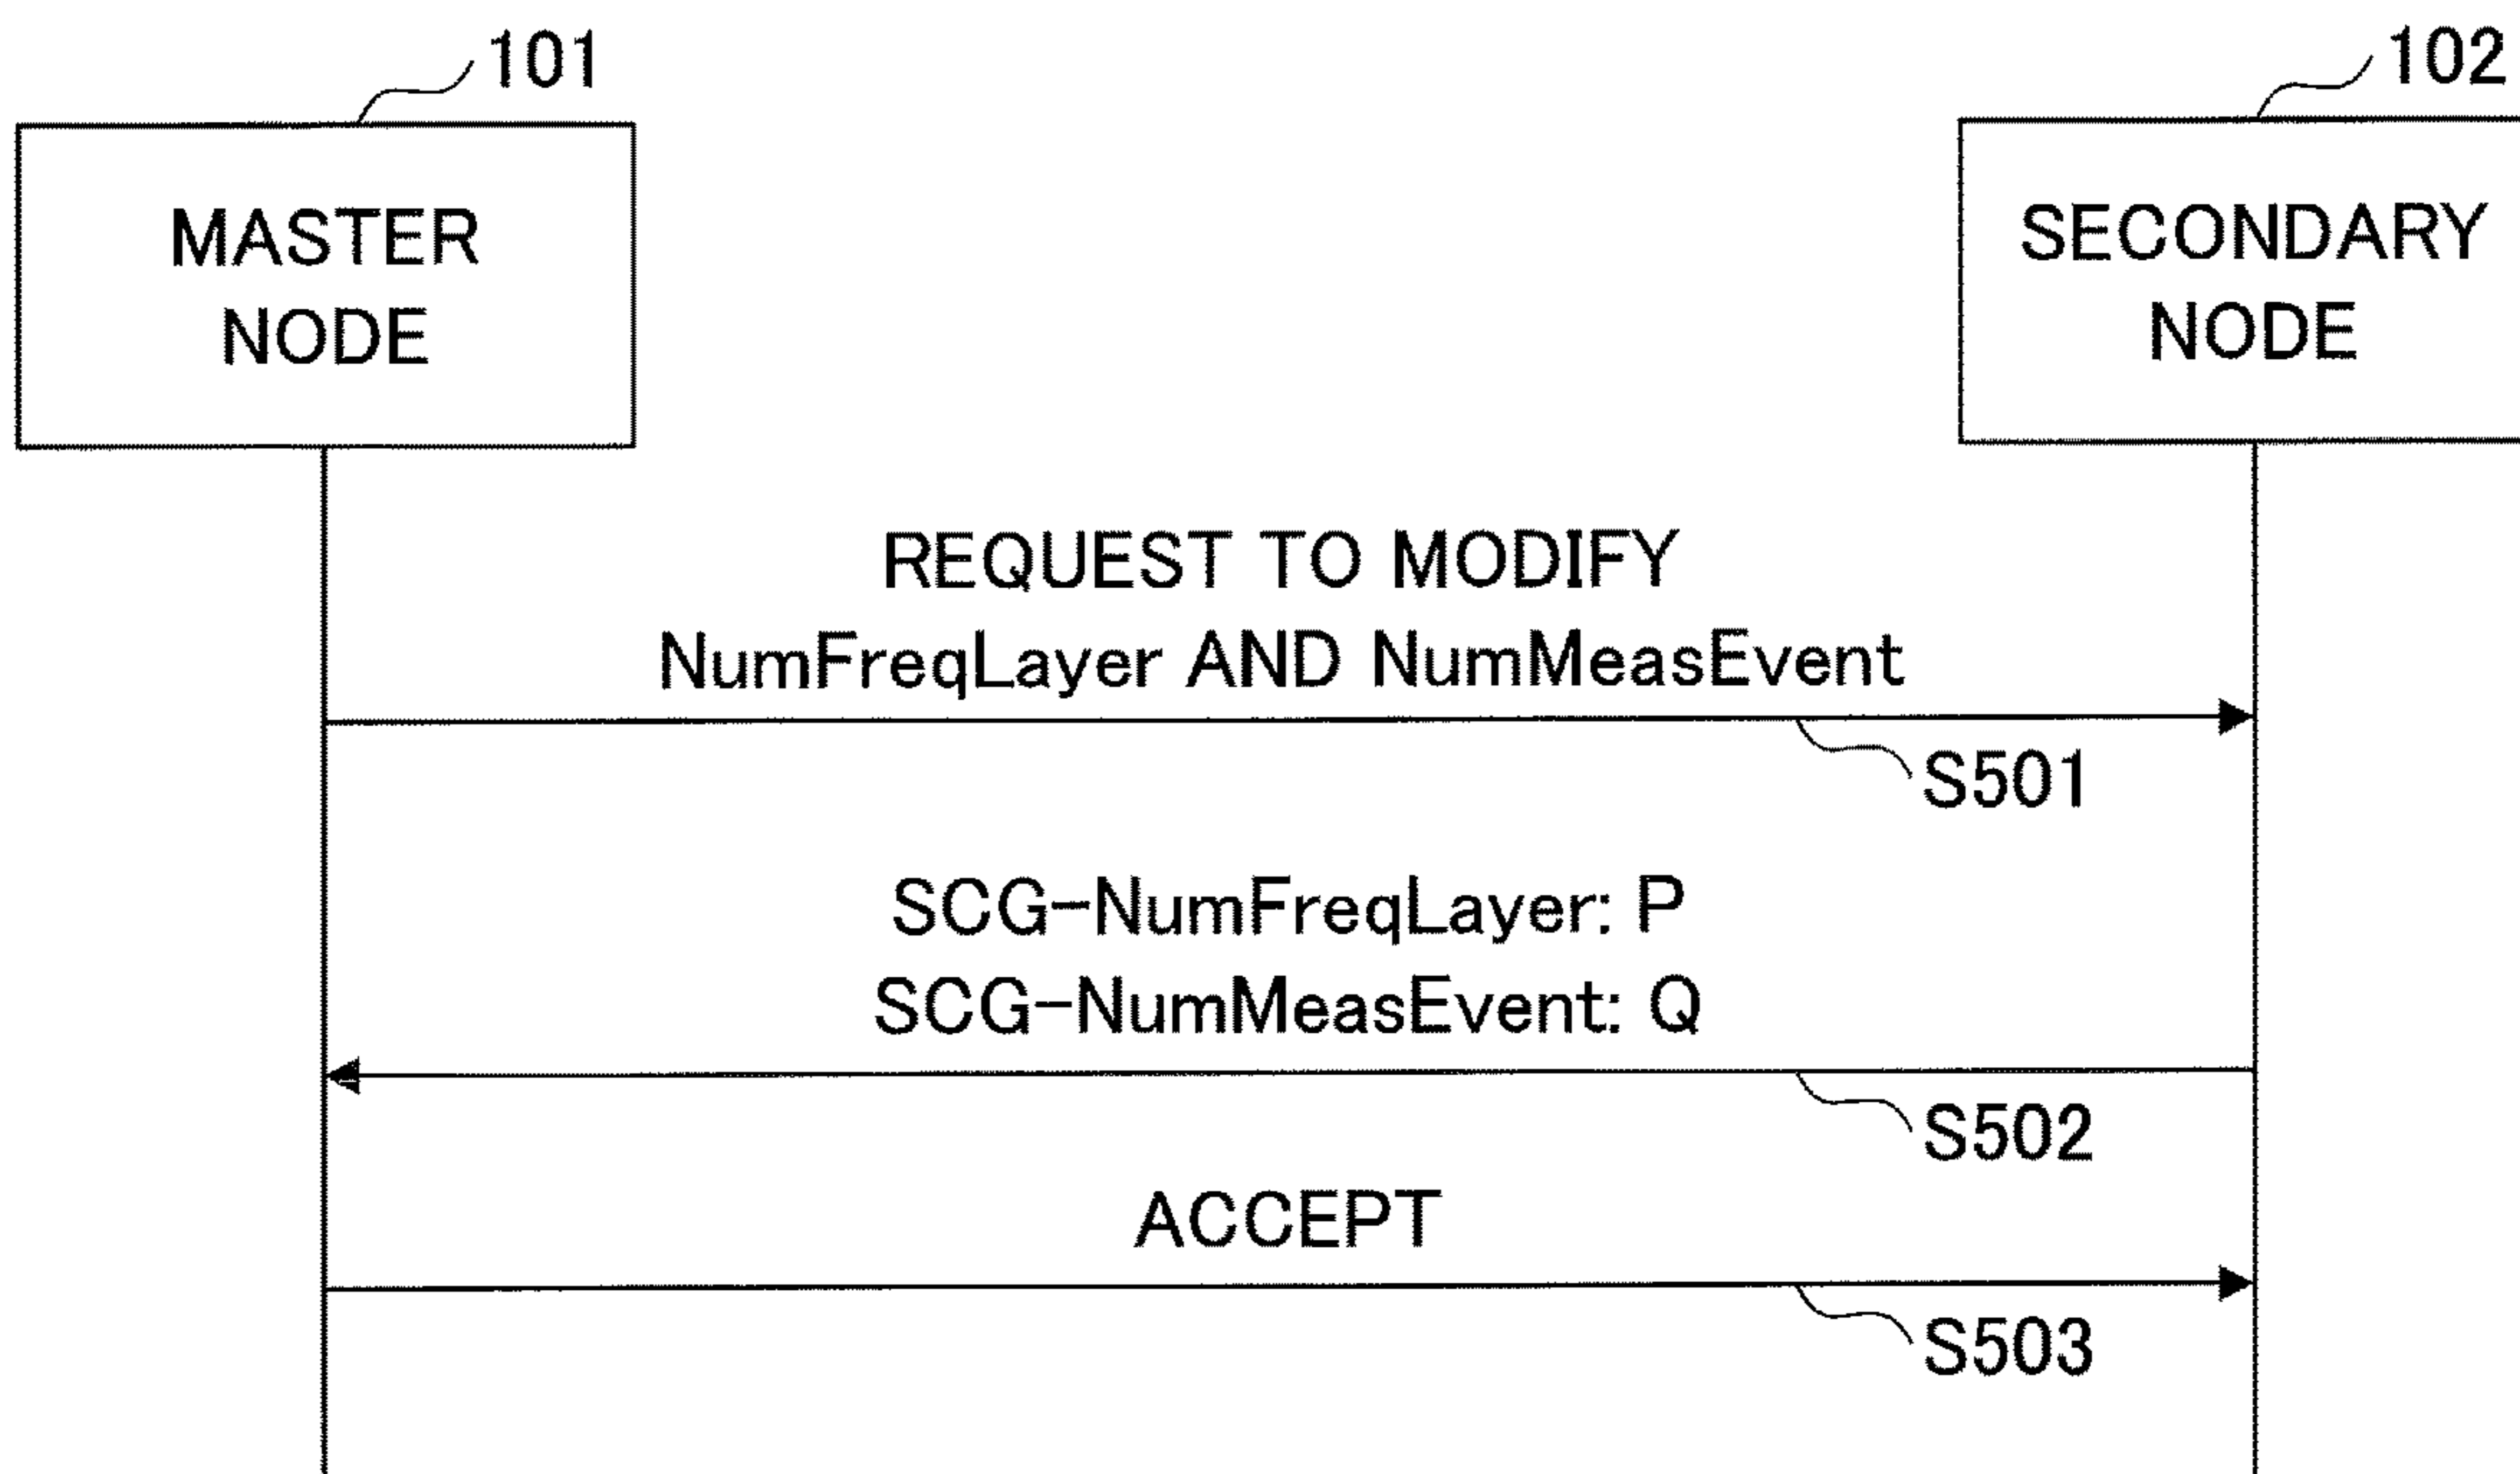 101
102
MASTER
NODE
SECONDARY
NODE
REQUEST TO MODIFY
NumFreqLayer AND NumMeasEvent
S501
SCG-NumFreqLayer: P
SCG-NumMeasEvent: Q
S502
ACCEPT
S503